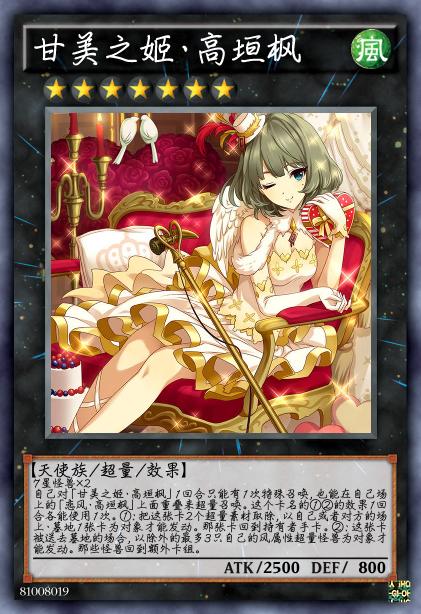 甘美之姬·高垣枫
風
【天使族/超量/效果】
7星怪兽×2
自己对「甘美之姬·高垣枫」1回合只能有1次特殊召唤，也能在自己场
上的「恋风·高垣枫」上面重叠来超量召唤。这个卡名的①②的效果1回
合各能使用1次。①：把这张卡2个超量素材取除，以自己或者对方的场
上·墓地1张卡为对象才能发动。那张卡回到持有者手卡。②：这张卡
被送去墓地的场合，以除外的最多3只自己的风属性超量怪兽为对象才
能发动。那些怪兽回到额外卡组。
ATK/2500 DEF/ 800
81008019